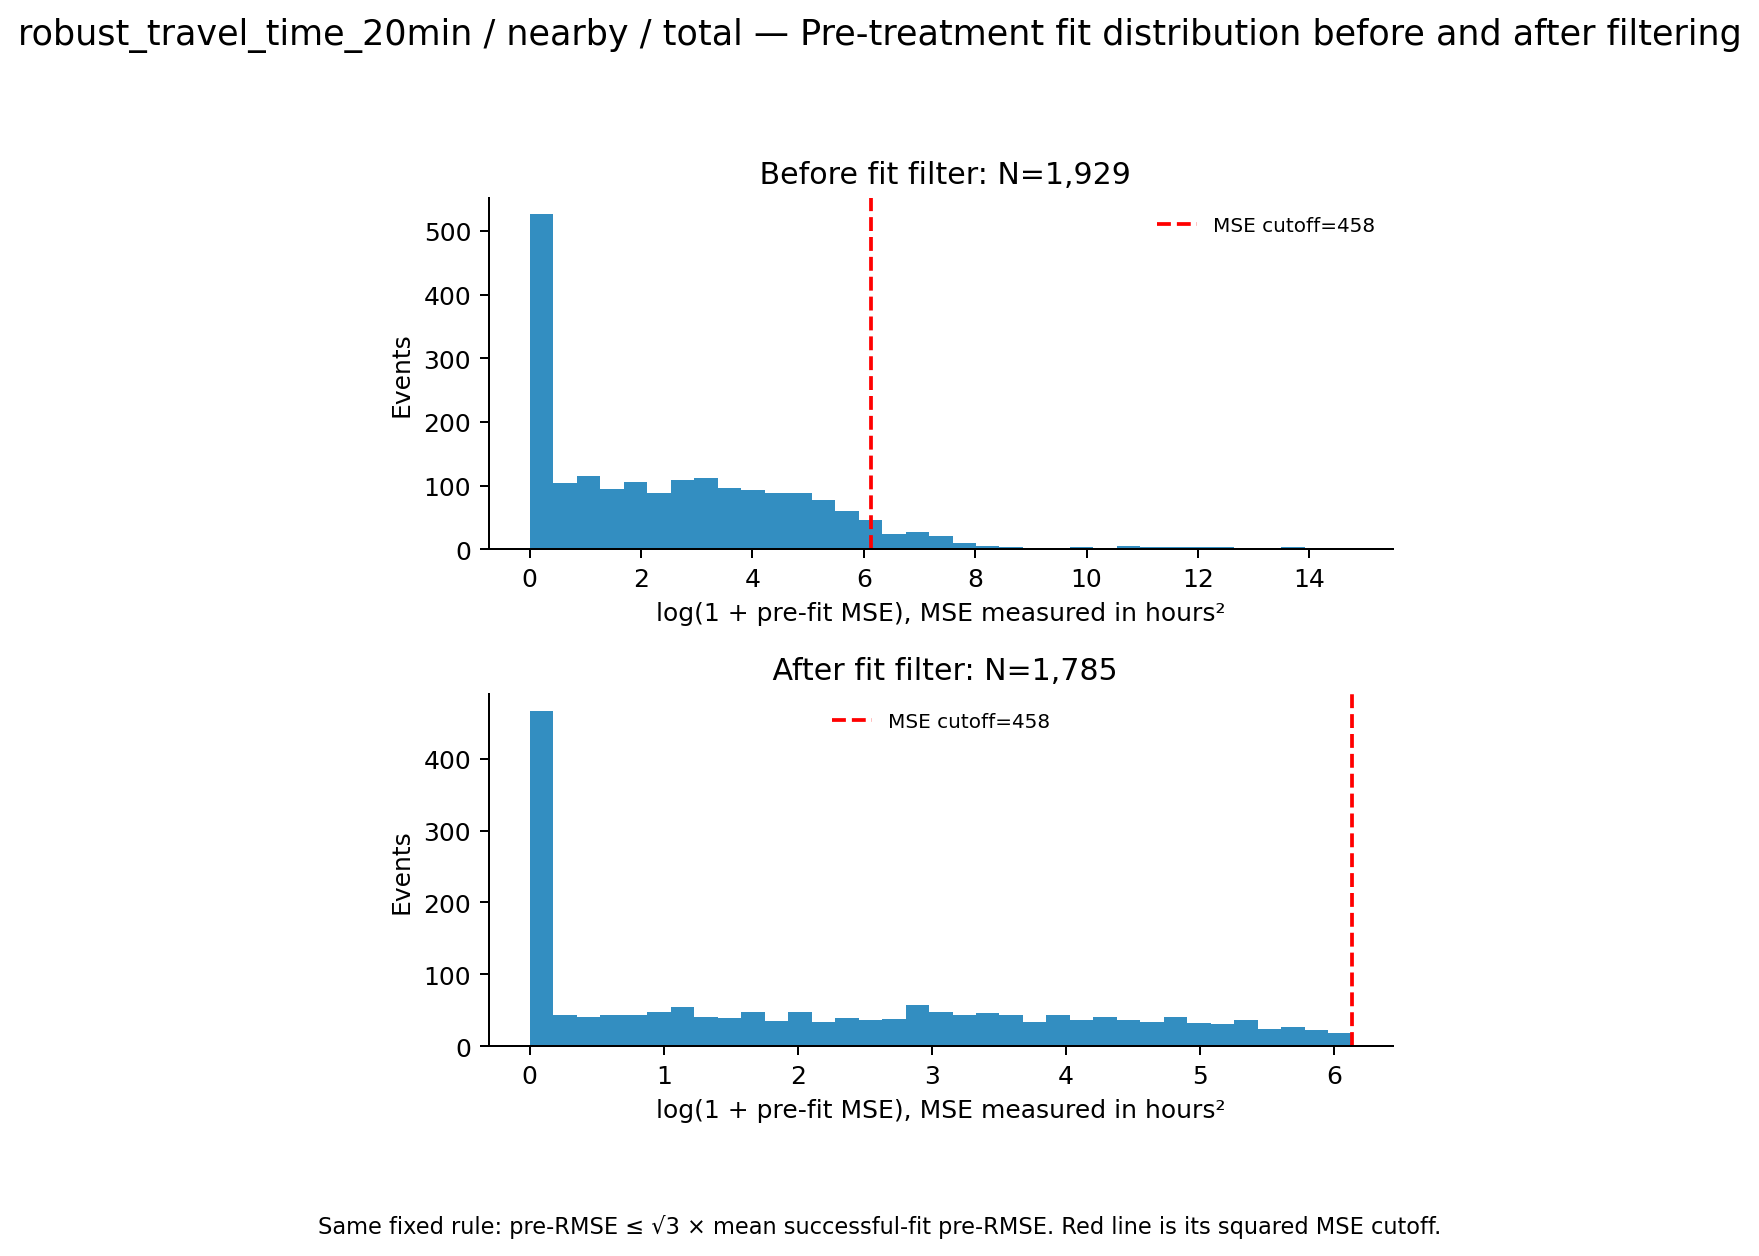 robust_travel_time_20min / nearby / total — Pre-treatment fit distribution before and after filtering
Before fit filter: N=1,929
MSE cutoff=458
500
400
300
200
100
0
Events
0 2 4 6 8 10 12 14
log(1 + pre-fit MSE), MSE measured in hours²
After fit filter: N=1,785
MSE cutoff=458
400
300
200
100
0
Events
0 1 2 3 4 5 6
log(1 + pre-fit MSE), MSE measured in hours²
Same fixed rule: pre-RMSE ≤ √3 × mean successful-fit pre-RMSE. Red line is its squared MSE cutoff.